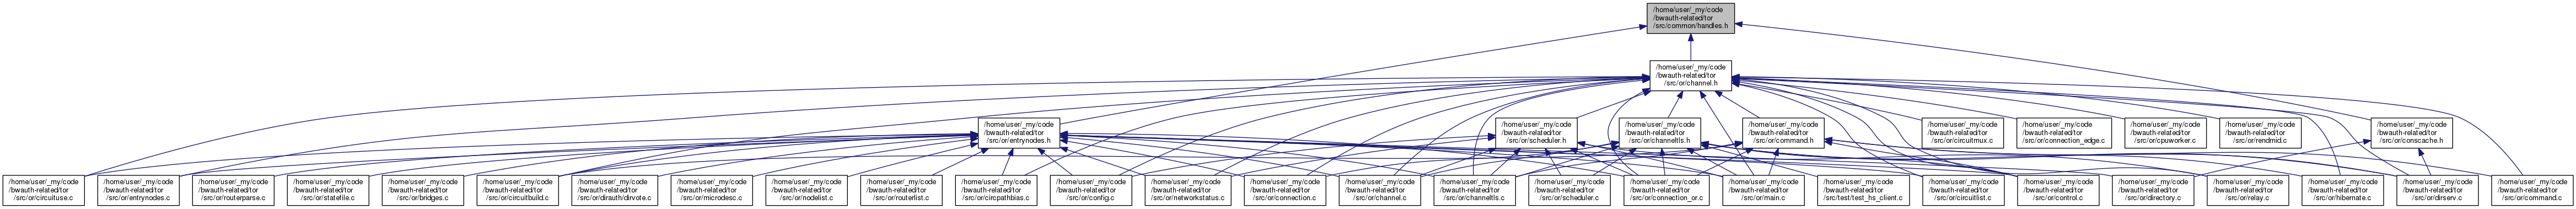 /home/user/_my/code
/bwauth-related/tor
/src/common/handles.h
/home/user/_my/code
/bwauth-related/tor
/src/or/channel.h
/home/user/_my/code
/bwauth-related/tor
/src/or/entrynodes.h
/home/user/_my/code
/bwauth-related/tor
/src/or/scheduler.h
/home/user/_my/code
/bwauth-related/tor
/src/or/channeltls.h
/home/user/_my/code
/bwauth-related/tor
/src/or/command.h
/home/user/_my/code
/bwauth-related/tor
/src/or/circuitmux.c
/home/user/_my/code
/bwauth-related/tor
/src/or/connection_edge.c
/home/user/_my/code
/bwauth-related/tor
/src/or/cpuworker.c
/home/user/_my/code
/bwauth-related/tor
/src/or/rendmid.c
/home/user/_my/code
/bwauth-related/tor
/src/or/conscache.h
/home/user/_my/code
/bwauth-related/tor
/src/or/circuituse.c
/home/user/_my/code
/bwauth-related/tor
/src/or/entrynodes.c
/home/user/_my/code
/bwauth-related/tor
/src/or/routerparse.c
/home/user/_my/code
/bwauth-related/tor
/src/or/statefile.c
/home/user/_my/code
/bwauth-related/tor
/src/or/bridges.c
/home/user/_my/code
/bwauth-related/tor
/src/or/circuitbuild.c
/home/user/_my/code
/bwauth-related/tor
/src/or/dirauth/dirvote.c
/home/user/_my/code
/bwauth-related/tor
/src/or/microdesc.c
/home/user/_my/code
/bwauth-related/tor
/src/or/nodelist.c
/home/user/_my/code
/bwauth-related/tor
/src/or/routerlist.c
/home/user/_my/code
/bwauth-related/tor
/src/or/circpathbias.c
/home/user/_my/code
/bwauth-related/tor
/src/or/config.c
/home/user/_my/code
/bwauth-related/tor
/src/or/networkstatus.c
/home/user/_my/code
/bwauth-related/tor
/src/or/connection.c
/home/user/_my/code
/bwauth-related/tor
/src/or/channel.c
/home/user/_my/code
/bwauth-related/tor
/src/or/channeltls.c
/home/user/_my/code
/bwauth-related/tor
/src/or/scheduler.c
/home/user/_my/code
/bwauth-related/tor
/src/or/connection_or.c
/home/user/_my/code
/bwauth-related/tor
/src/or/main.c
/home/user/_my/code
/bwauth-related/tor
/src/test/test_hs_client.c
/home/user/_my/code
/bwauth-related/tor
/src/or/circuitlist.c
/home/user/_my/code
/bwauth-related/tor
/src/or/control.c
/home/user/_my/code
/bwauth-related/tor
/src/or/directory.c
/home/user/_my/code
/bwauth-related/tor
/src/or/relay.c
/home/user/_my/code
/bwauth-related/tor
/src/or/hibernate.c
/home/user/_my/code
/bwauth-related/tor
/src/or/dirserv.c
/home/user/_my/code
/bwauth-related/tor
/src/or/command.c